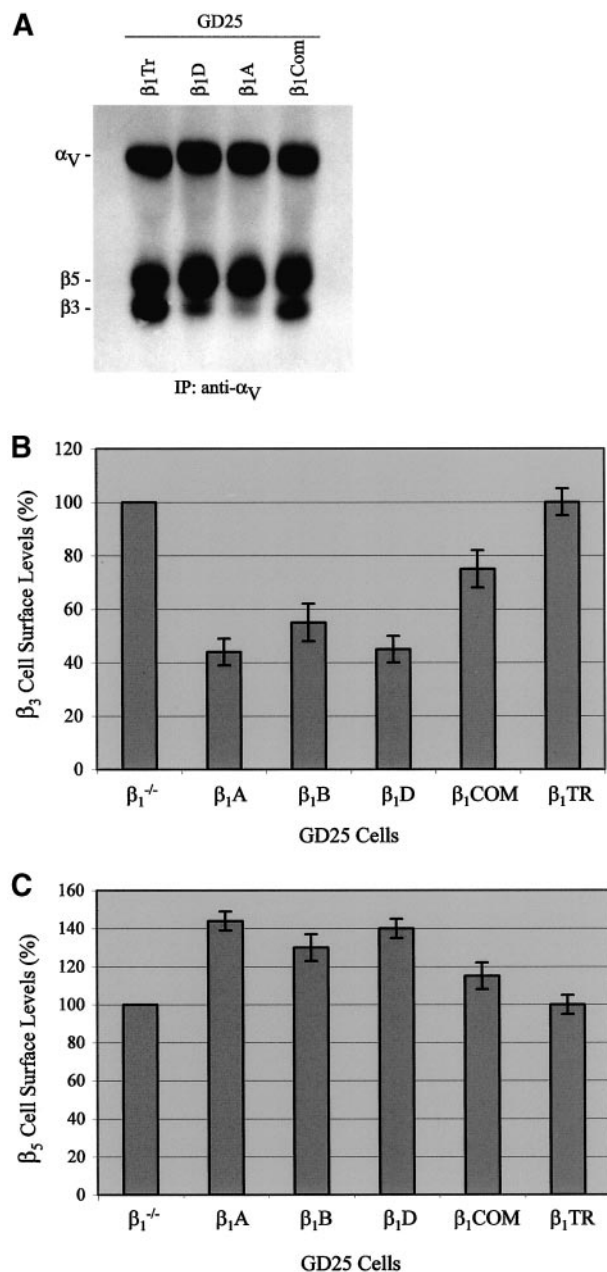 A
GD25
β1Tr β1D β1A β1Com
αV -
β5 -
β3 -
IP: anti-αV
B
β3 Cell Surface Levels (%)
120
100
80
60
40
20
0
β1-/- β1A β1B β1D β1COM β1TR
GD25 Cells
C
β5 Cell Surface Levels (%)
160
140
120
100
80
60
40
20
0
β1-/- β1A β1B β1D β1COM β1TR
GD25 Cells